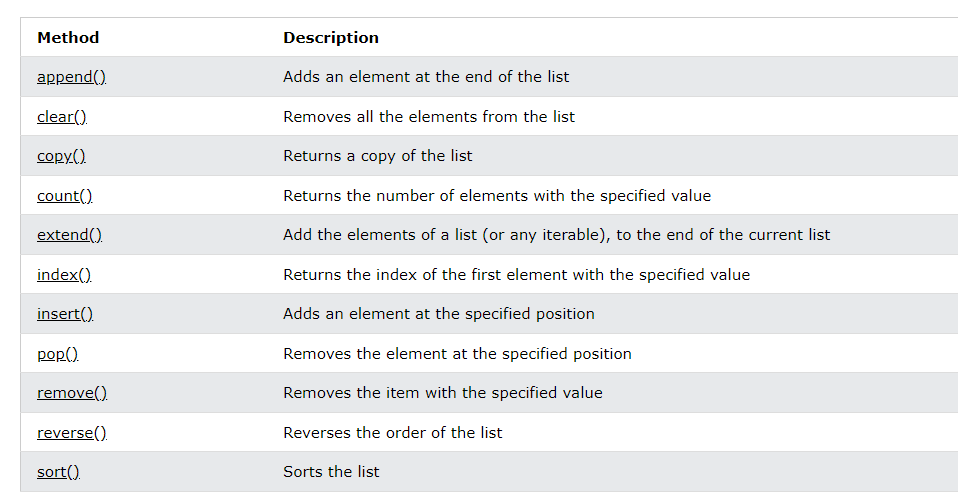 Method Description
append() Adds an element at the end of the list
clear() Removes all the elements from the list
copy() Returns a copy of the list
count() Returns the number of elements with the specified value
extend() Add the elements of a list (or any iterable), to the end of the current list
index() Returns the index of the first element with the specified value
insert() Adds an element at the specified position
pop() Removes the element at the specified position
remove() Removes the item with the specified value
reverse() Reverses the order of the list
sort() Sorts the list